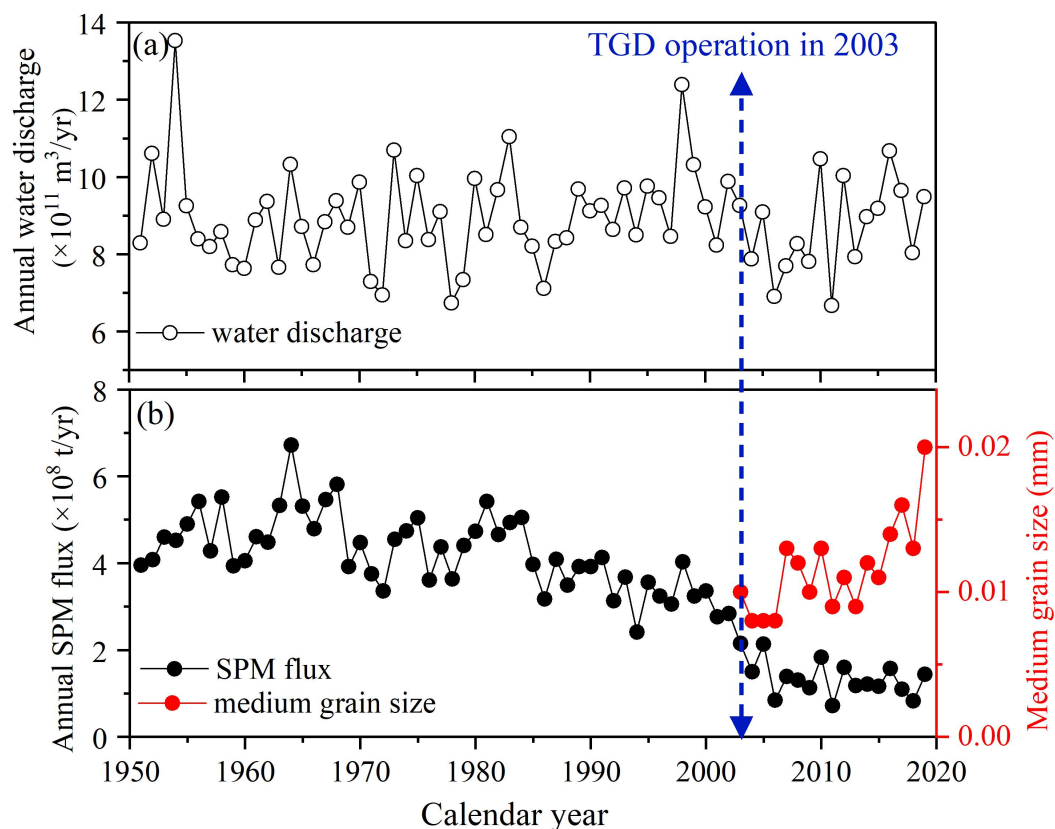 (a)
TGD operation in 2003
Annual water discharge
(×10¹¹ m³/yr)
14
12
10
8
6
water discharge
(b)
Annual SPM flux (×10⁸ t/yr)
8
6
4
2
0
SPM flux
medium grain size
0.02
0.01
0.00
Medium grain size (mm)
1950 1960 1970 1980 1990 2000 2010 2020
Calendar year